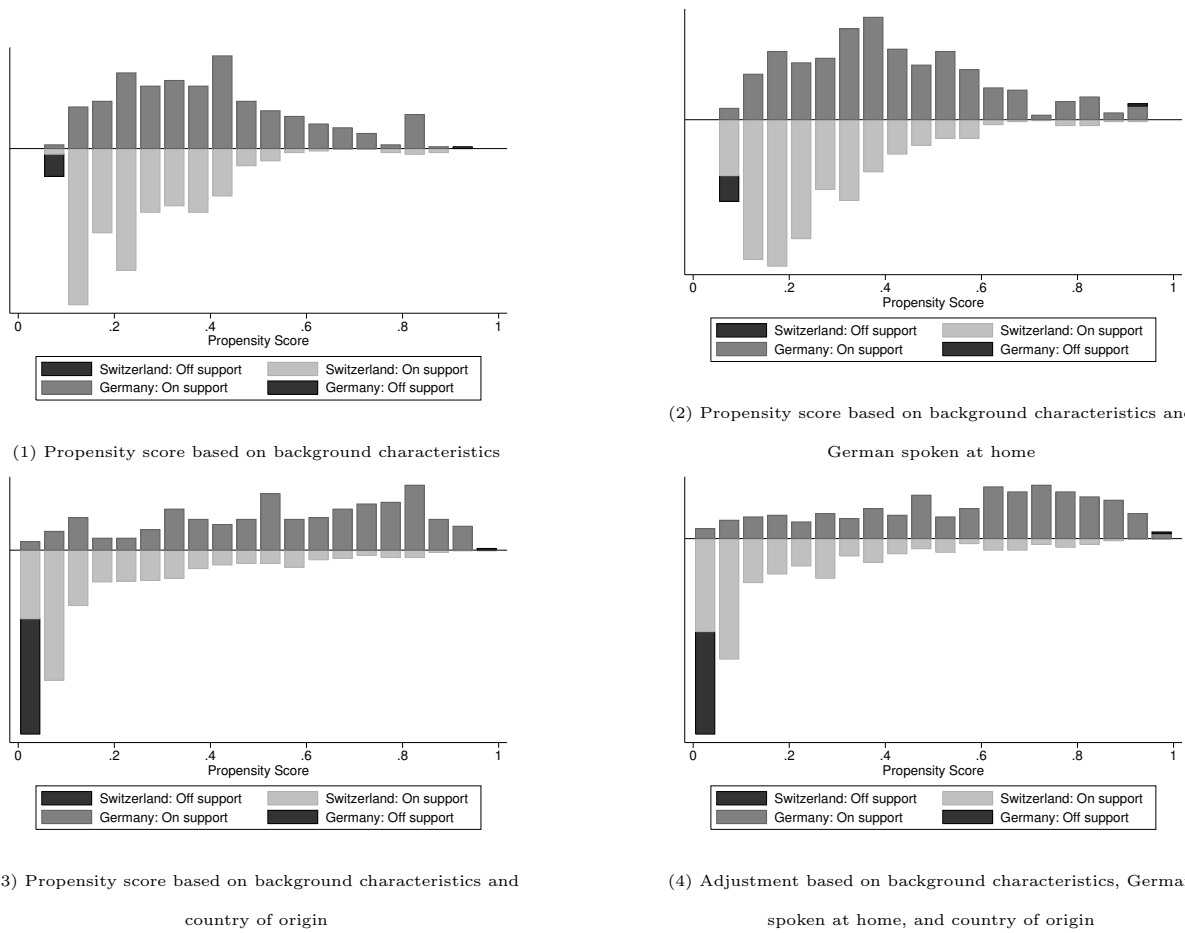 0 .2 .4 .6 .8 1
Propensity Score
Switzerland: Off support Switzerland: On support
Germany: On support Germany: Off support
(1) Propensity score based on background characteristics
0 .2 .4 .6 .8 1
Propensity Score
Switzerland: Off support Switzerland: On support
Germany: On support Germany: Off support
(2) Propensity score based on background characteristics an
German spoken at home
0 .2 .4 .6 .8 1
Propensity Score
Switzerland: Off support Switzerland: On support
Germany: On support Germany: Off support
3) Propensity score based on background characteristics and
country of origin
0 .2 .4 .6 .8 1
Propensity Score
Switzerland: Off support Switzerland: On support
Germany: On support Germany: Off support
(4) Adjustment based on background characteristics, Germa
spoken at home, and country of origin